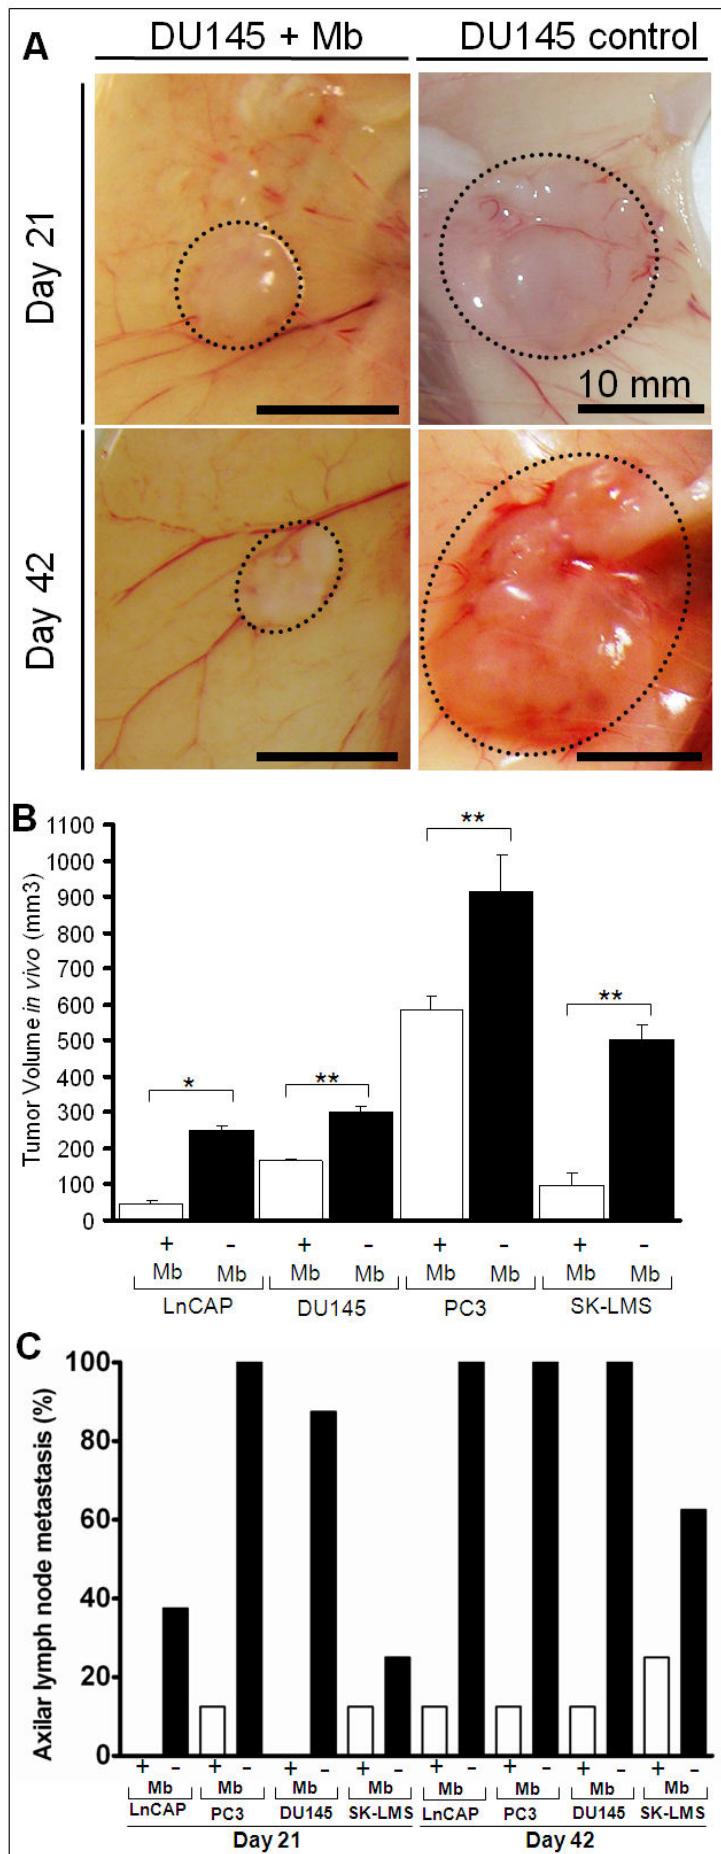 A
DU145 + Mb
DU145 control
Day 21
10 mm
Day 42
B
Tumor Volume in vivo (mm3)
1100
1000
900
800
700
600
500
400
300
200
100
0
*
**
**
**
+ - + - + - + -
Mb Mb Mb Mb Mb Mb Mb Mb
LnCAP DU145 PC3 SK-LMS
C
Axilar lymph node metastasis (%)
100
80
60
40
20
0
+ - + - + - + - + - + - + - + -
Mb Mb Mb Mb Mb Mb Mb Mb
LnCAP PC3 DU145 SK-LMS LnCAP PC3 DU145 SK-LMS
Day 21 Day 42